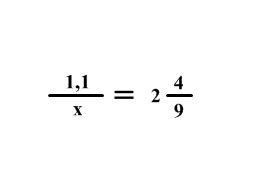 1,1/x = 2 4/9